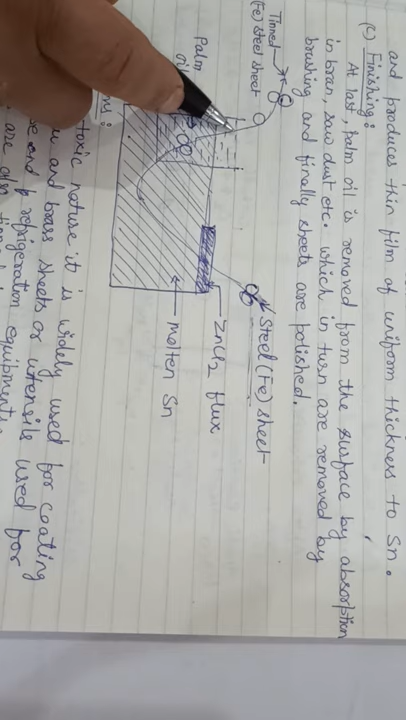 and produces thin film of uniform thickness to Sn.
(c) Finishing:
At last, palm oil is removed from the surface by absorption
in bran, saw dust etc. which in turn are removed by
brushing and finally sheets are polished.
Tinned
(Fe) steel sheet
Steel (Fe) sheet
Palm
oil
ZnCl2 flux
molten Sn
toxic nature it is widely used for coating
and brass sheets or utensils used for
and refrigeration equipments